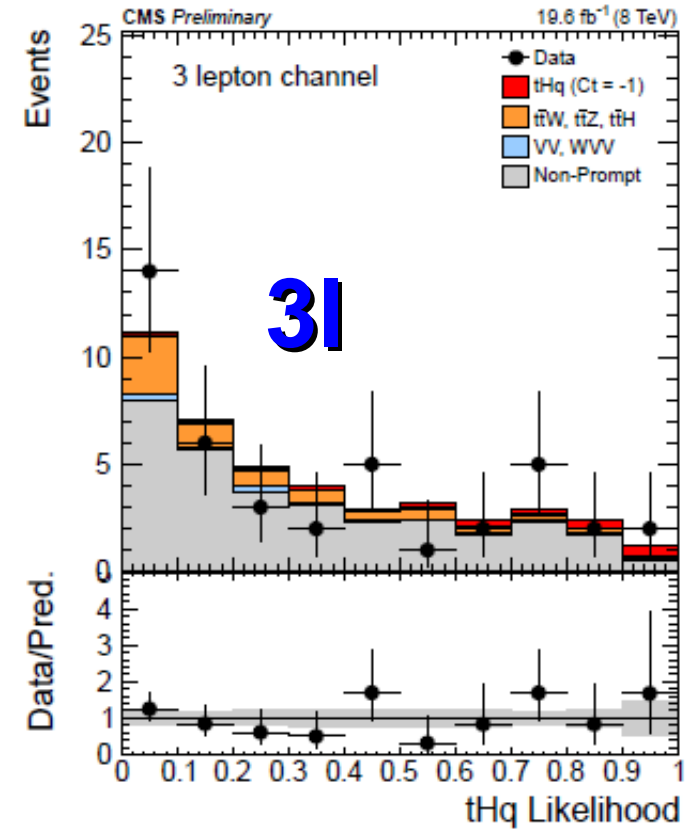 CMS Preliminary 19.6 fb⁻¹ (8 TeV)
Events
25
20
15
10
5
0
3 lepton channel
Data
tHq (Ct = -1)
tt̄W, tt̄Z, tt̄H
VV, WVV
Non-Prompt
3l
Data/Pred.
5
4
3
2
1
0
0 0.1 0.2 0.3 0.4 0.5 0.6 0.7 0.8 0.9 1
tHq Likelihood